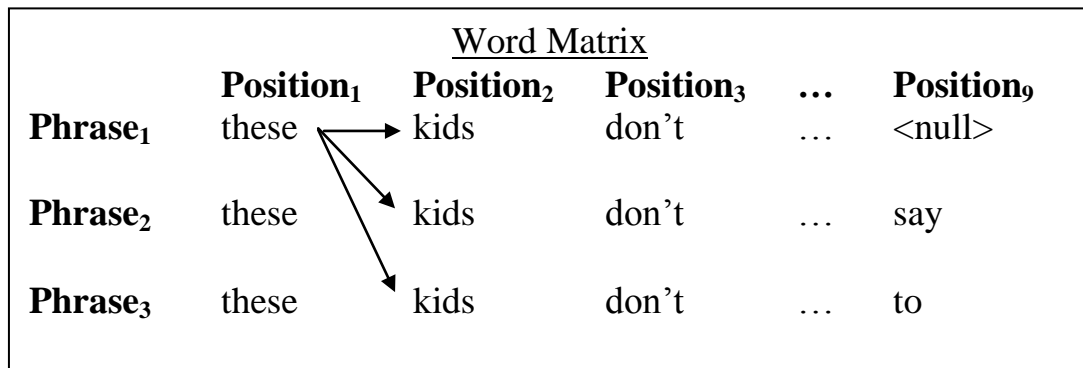 Word Matrix
Position₁ Position₂ Position₃ … Position₉
Phrase₁ these kids don’t … <null>
Phrase₂ these kids don’t … say
Phrase₃ these kids don’t … to